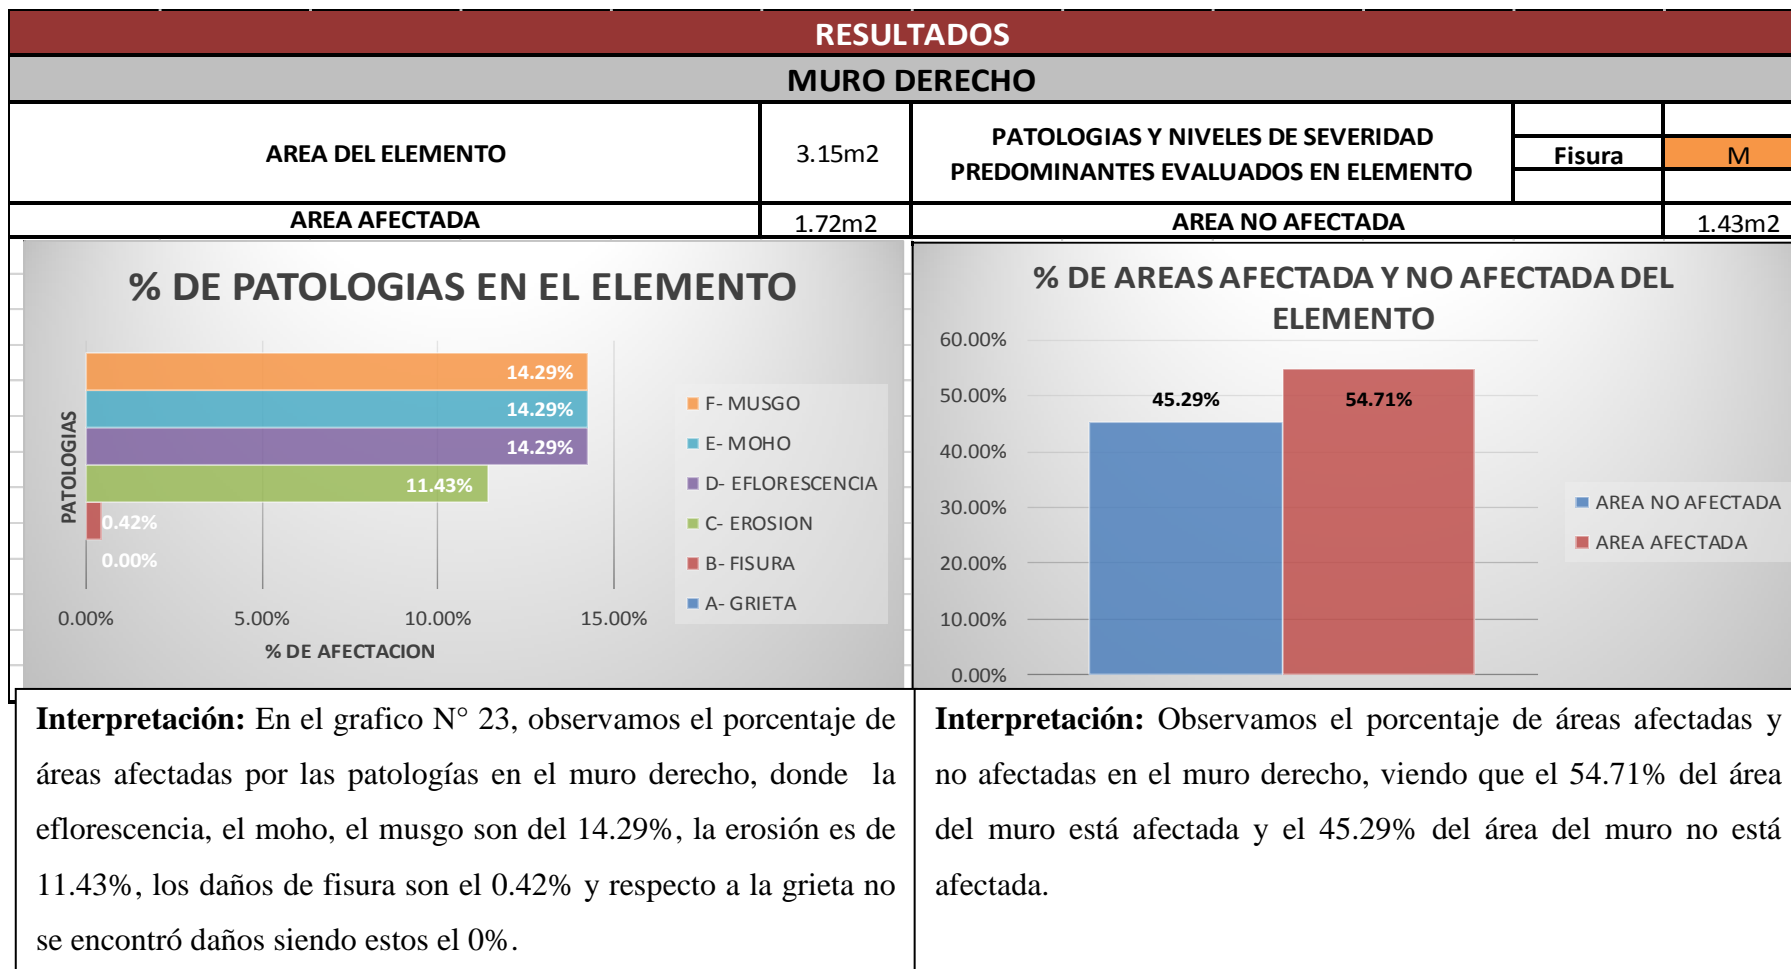 RESULTADOS
MURO DERECHO
AREA DEL ELEMENTO
3.15m2
PATOLOGIAS Y NIVELES DE SEVERIDAD
PREDOMINANTES EVALUADOS EN ELEMENTO
Fisura
M
AREA AFECTADA
1.72m2
AREA NO AFECTADA
1.43m2
% DE PATOLOGIAS EN EL ELEMENTO
PATOLOGIAS
14.29%
14.29%
14.29%
11.43%
0.42%
0.00%
0.00%
5.00%
10.00%
15.00%
% DE AFECTACION
F- MUSGO
E- MOHO
D- EFLORESCENCIA
C- EROSION
B- FISURA
A- GRIETA
% DE AREAS AFECTADA Y NO AFECTADA DEL
ELEMENTO
60.00%
50.00%
40.00%
30.00%
20.00%
10.00%
0.00%
45.29%
54.71%
AREA NO AFECTADA
AREA AFECTADA
Interpretación: En el grafico N° 23, observamos el porcentaje de
áreas afectadas por las patologías en el muro derecho, donde la
eflorescencia, el moho, el musgo son del 14.29%, la erosión es de
11.43%, los daños de fisura son el 0.42% y respecto a la grieta no
se encontró daños siendo estos el 0%.
Interpretación: Observamos el porcentaje de áreas afectadas y
no afectadas en el muro derecho, viendo que el 54.71% del área
del muro está afectada y el 45.29% del área del muro no está
afectada.